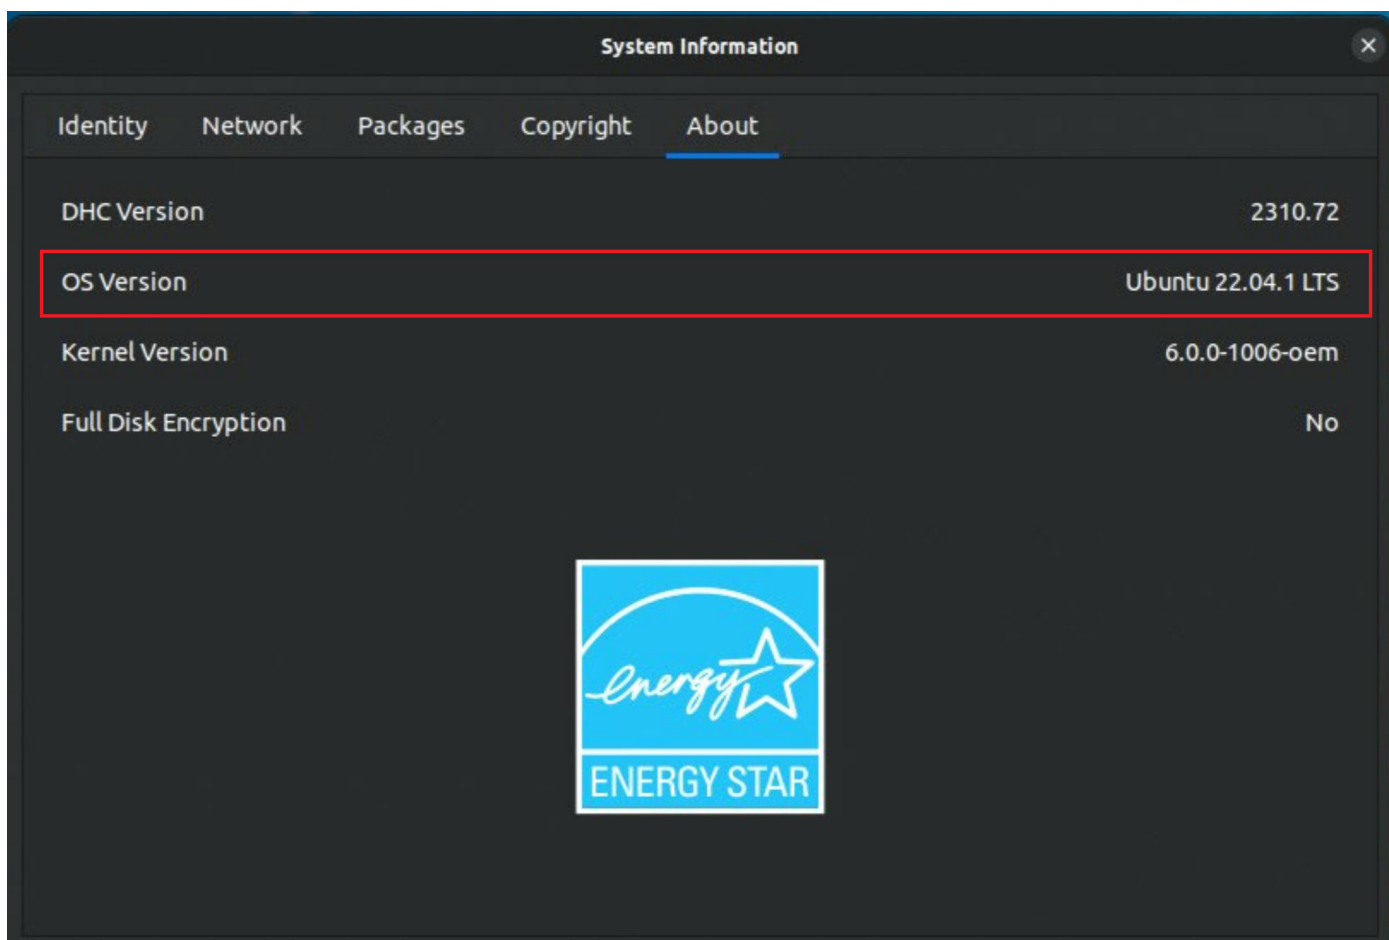 System Information
Identity Network Packages Copyright About
DHC Version 2310.72
OS Version Ubuntu 22.04.1 LTS
Kernel Version 6.0.0-1006-oem
Full Disk Encryption No
energy
ENERGY STAR